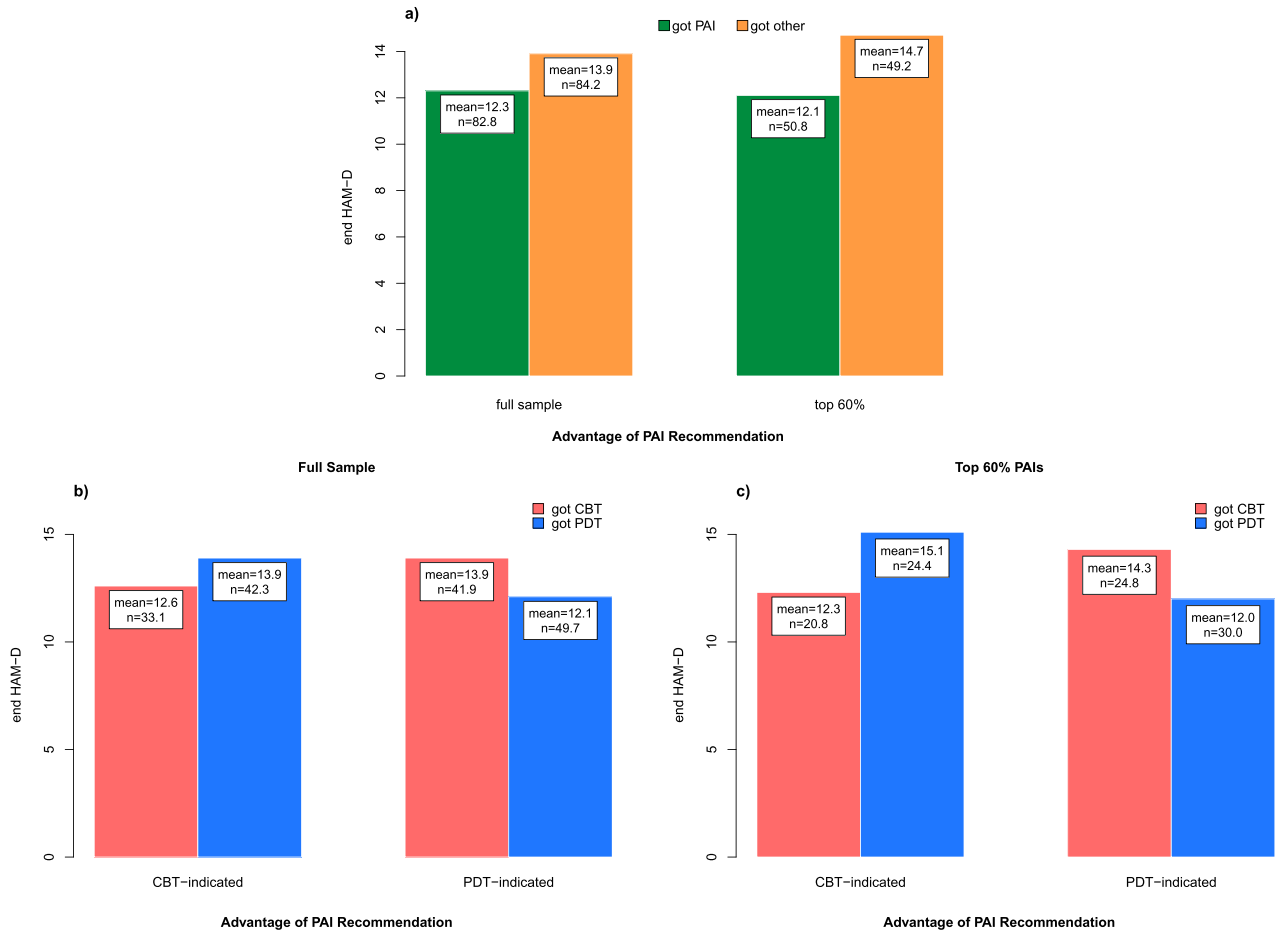 a)
got PAI
got other
14
12
10
8
6
4
2
0
end HAM−D
mean=12.3
n=82.8
mean=13.9
n=84.2
mean=12.1
n=50.8
mean=14.7
n=49.2
full sample
top 60%
Advantage of PAI Recommendation
Full Sample
b)
got CBT
got PDT
15
10
5
0
end HAM−D
mean=12.6
n=33.1
mean=13.9
n=42.3
mean=13.9
n=41.9
mean=12.1
n=49.7
CBT−indicated
PDT−indicated
Advantage of PAI Recommendation
Top 60% PAIs
c)
got CBT
got PDT
15
10
5
0
end HAM−D
mean=12.3
n=20.8
mean=15.1
n=24.4
mean=14.3
n=24.8
mean=12.0
n=30.0
CBT−indicated
PDT−indicated
Advantage of PAI Recommendation